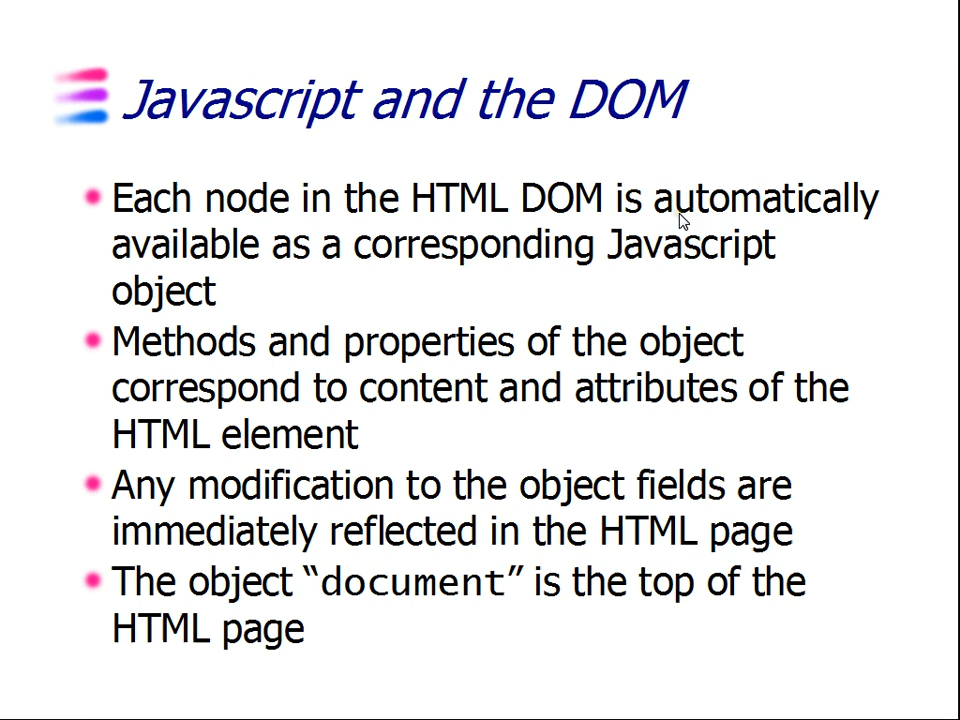 Javascript and the DOM
Each node in the HTML DOM is automatically
available as a corresponding Javascript
object
Methods and properties of the object
correspond to content and attributes of the
HTML element
Any modification to the object fields are
immediately reflected in the HTML page
The object “document” is the top of the
HTML page